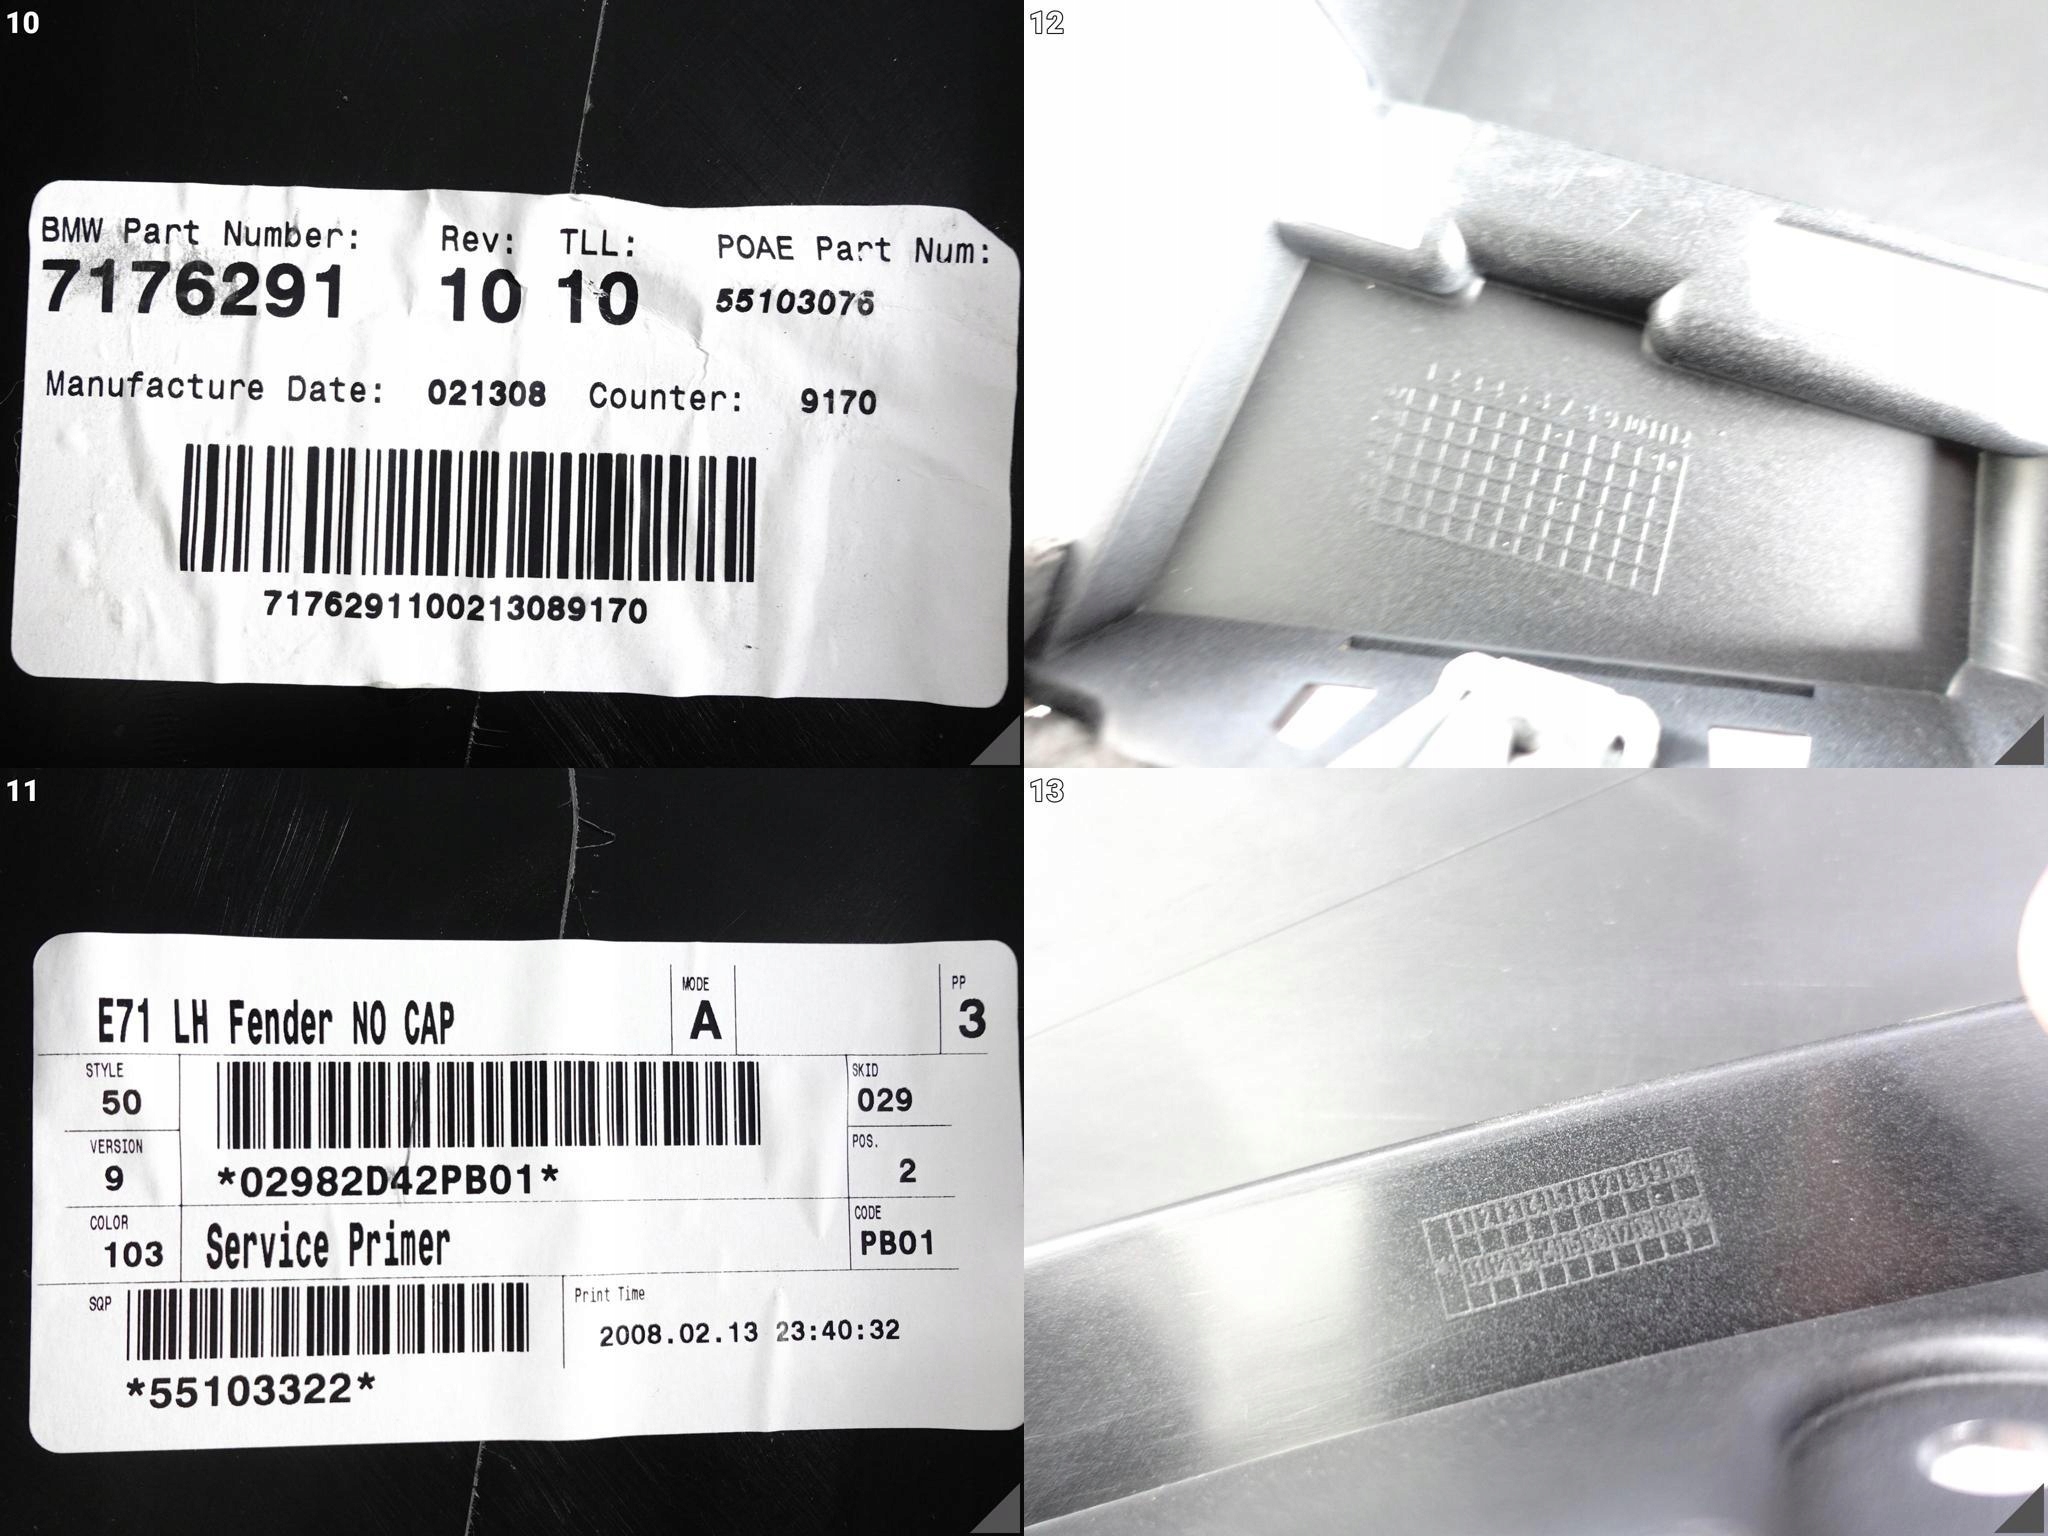 10
BMW Part Number: Rev: TLL: POAE Part Num:
7176291 10 10 55103076
Manufacture Date: 021308 Counter: 9170
7176291100213089170
12
11
E71 LH Fender NO CAP
MODE
A
PP
3
STYLE
50
SKID
029
VERSION
9
*02982D42PB01*
POS.
2
COLOR
103
Service Primer
CODE
PB01
SQP
*55103322*
Print Time
2008.02.13 23:40:32
13